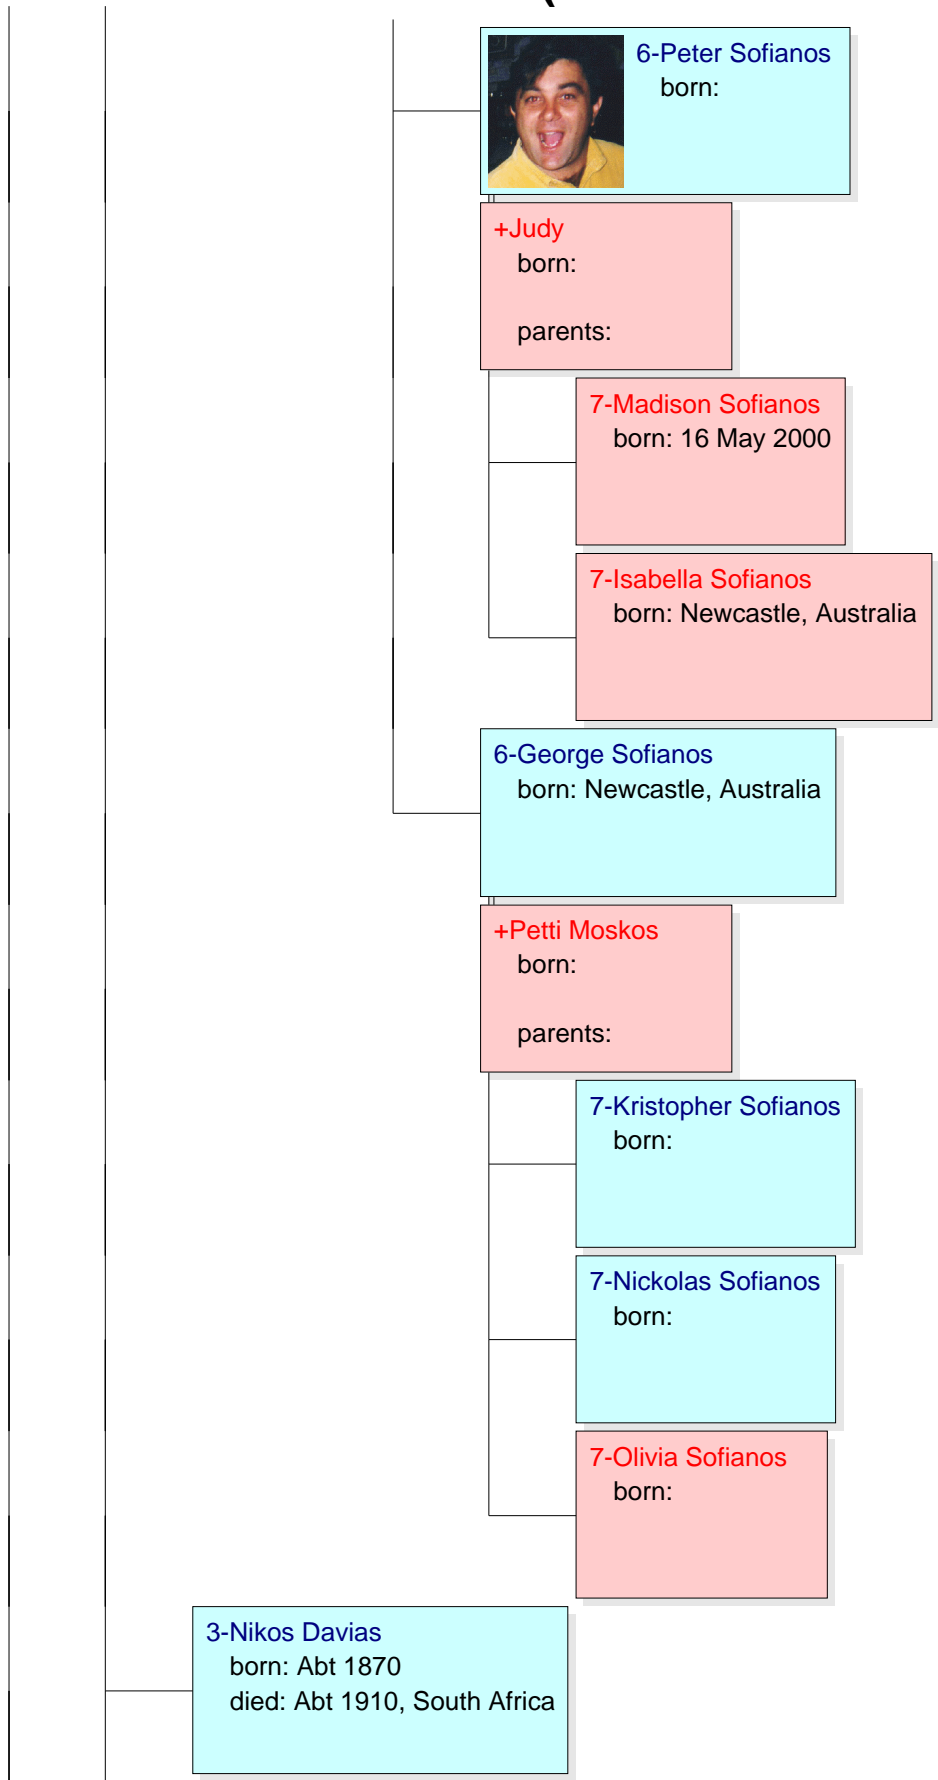 6-Peter Sofianos
born:
+Judy
born:
parents:
7-Madison Sofianos
born: 16 May 2000
7-Isabella Sofianos
born: Newcastle, Australia
6-George Sofianos
born: Newcastle, Australia
+Petti Moskos
born:
parents:
7-Kristopher Sofianos
born:
7-Nickolas Sofianos
born:
7-Olivia Sofianos
born:
3-Nikos Davias
born: Abt 1870
died: Abt 1910, South Africa